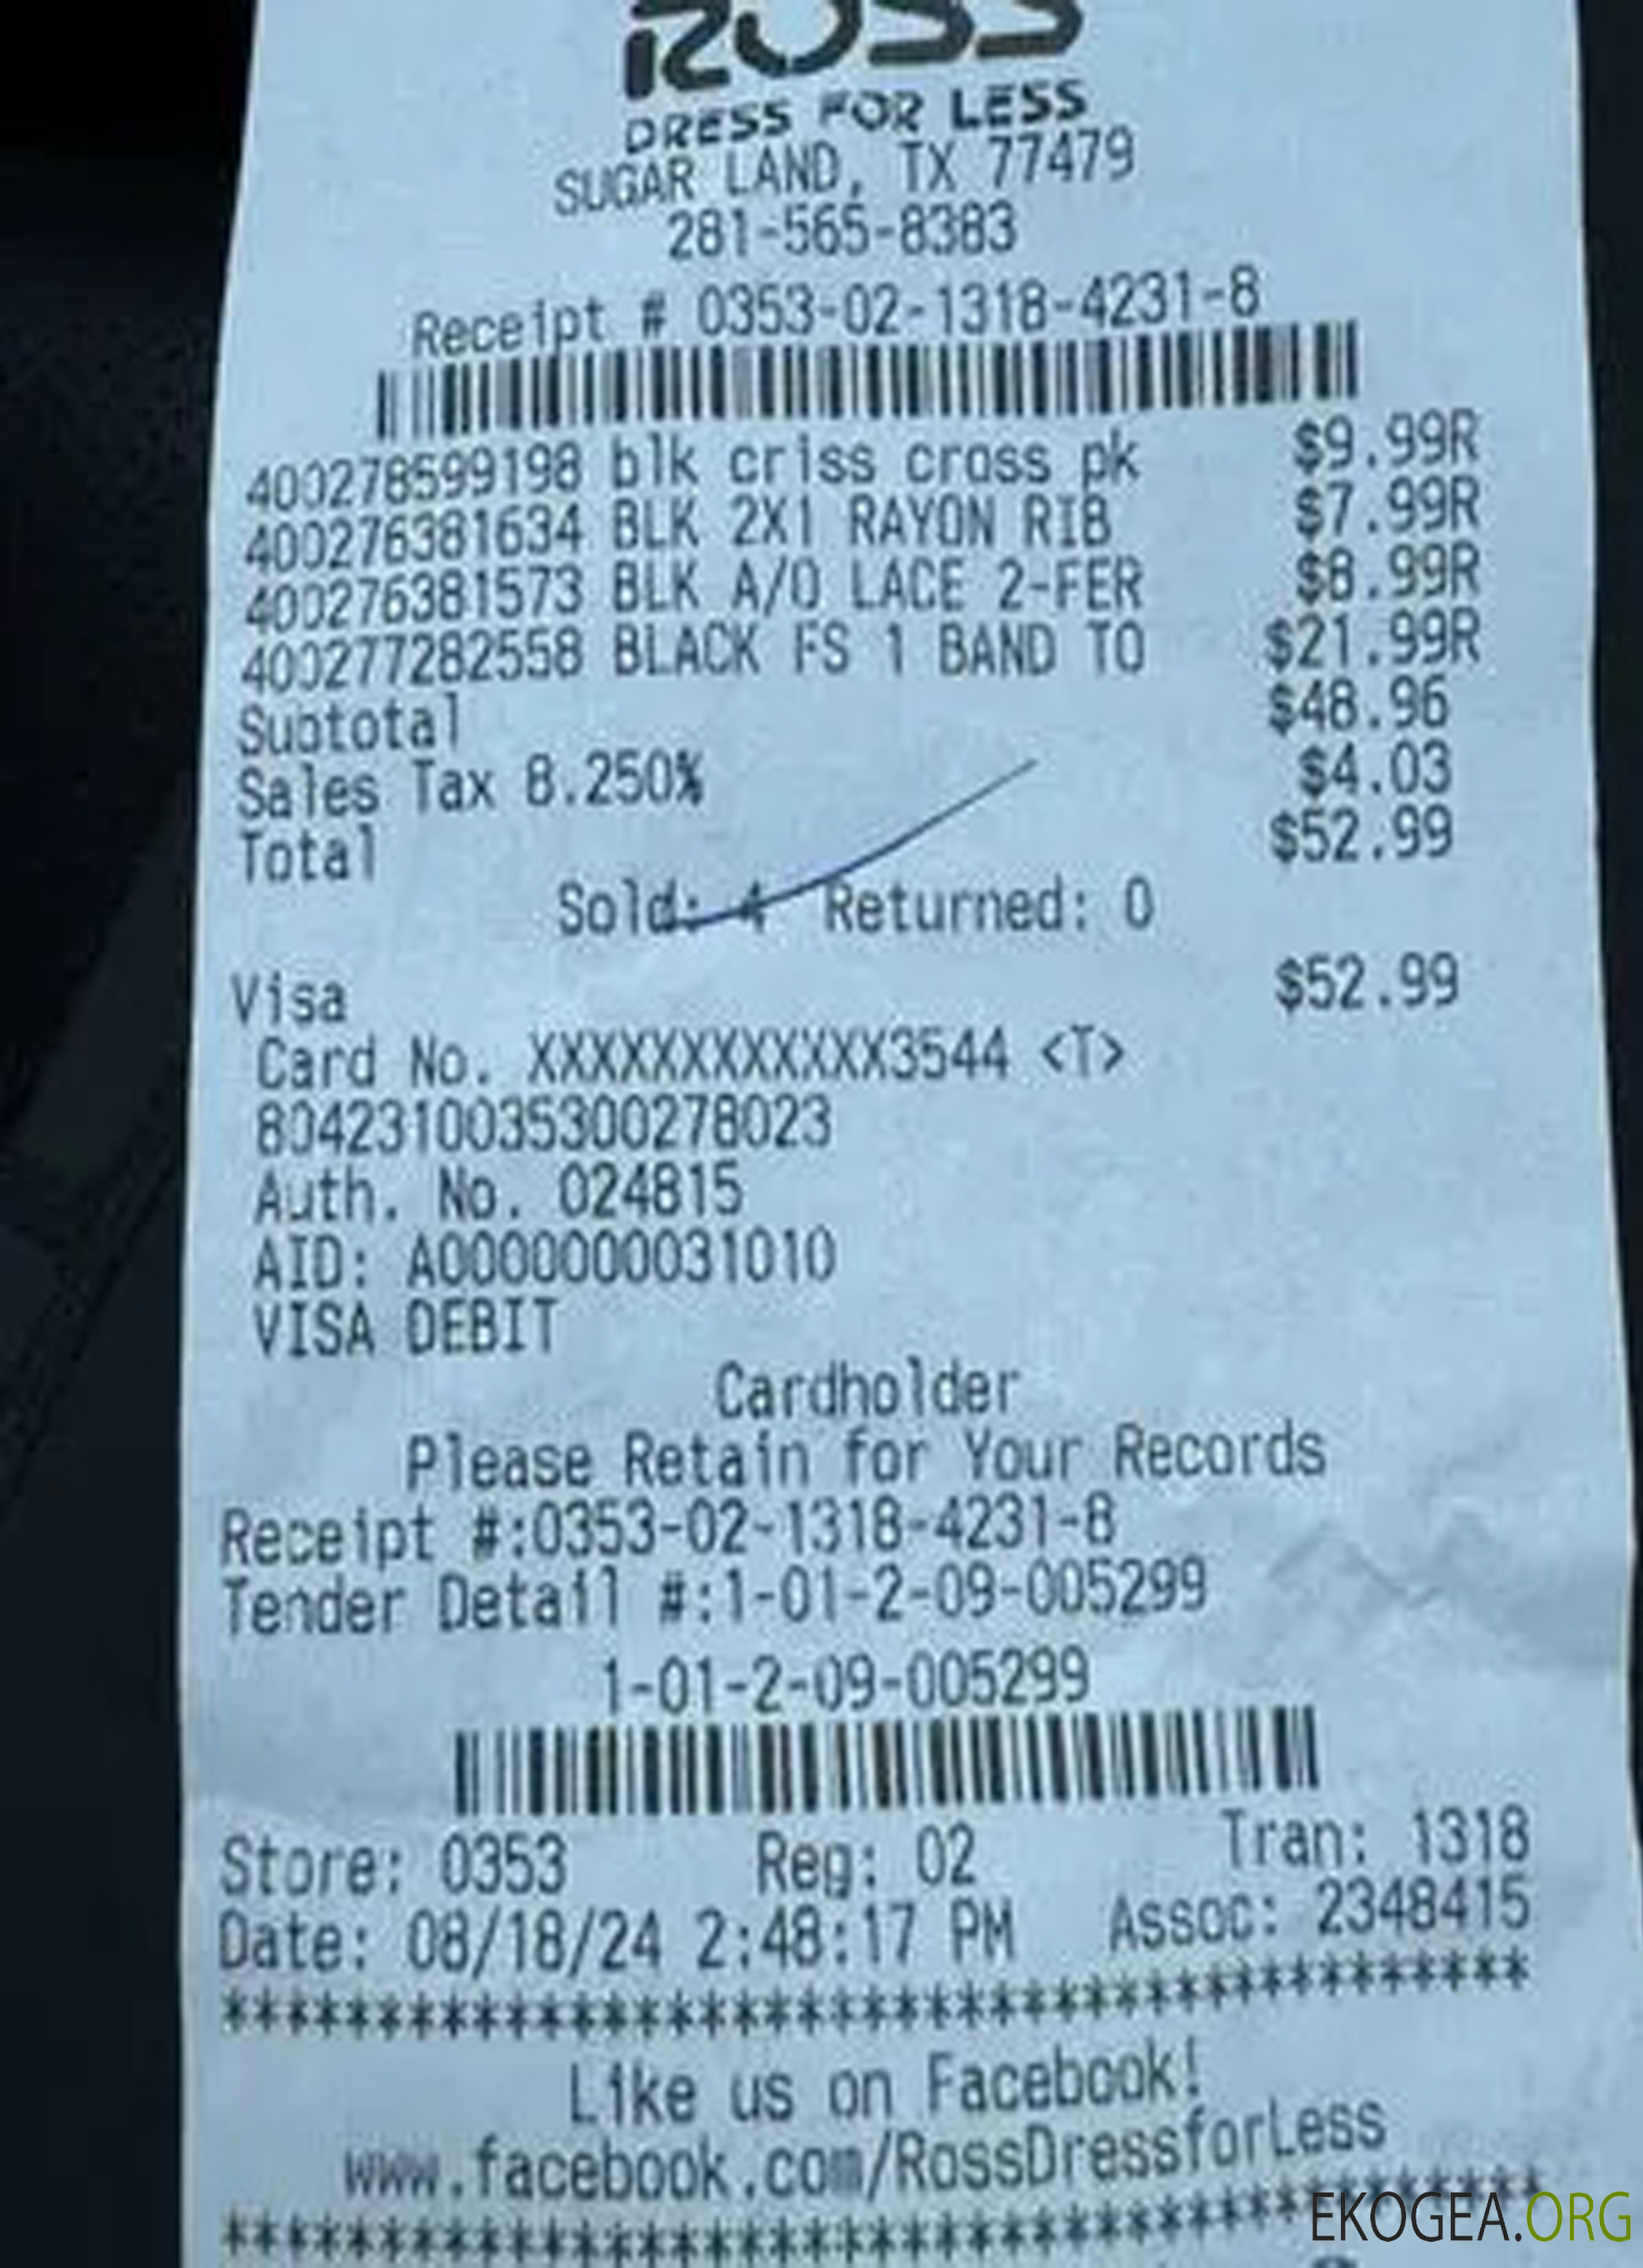 ROSS
DRESS FOR LESS
SUGAR LAND, TX 77479
281-565-8383
Receipt # 0353-02-1318-4231-8
400278599198 blk criss cross pk $9.99R
400276381634 BLK 2X1 RAYON RIB $7.99R
400276381573 BLK A/O LACE 2-FER $8.99R
400277282558 BLACK FS 1 BAND TO $21.99R
Subtotal $48.96
Sales Tax 8.250% $4.03
Total $52.99
Sold: 4 Returned: 0
Visa $52.99
Card No. XXXXXXXXXXXX3544 <T>
8042310035300278023
Auth. No. 024815
AID: A0000000031010
VISA DEBIT
Cardholder
Please Retain for Your Records
Receipt #:0353-02-1318-4231-8
Tender Detail #:1-01-2-09-005299
1-01-2-09-005299
Store: 0353 Reg: 02 Tran: 1318
Date: 08/18/24 2:48:17 PM Assoc: 2348415
******************************************
Like us on Facebook!
www.facebook.com/RossDressforLess
******************************************
EKOGEA.ORG